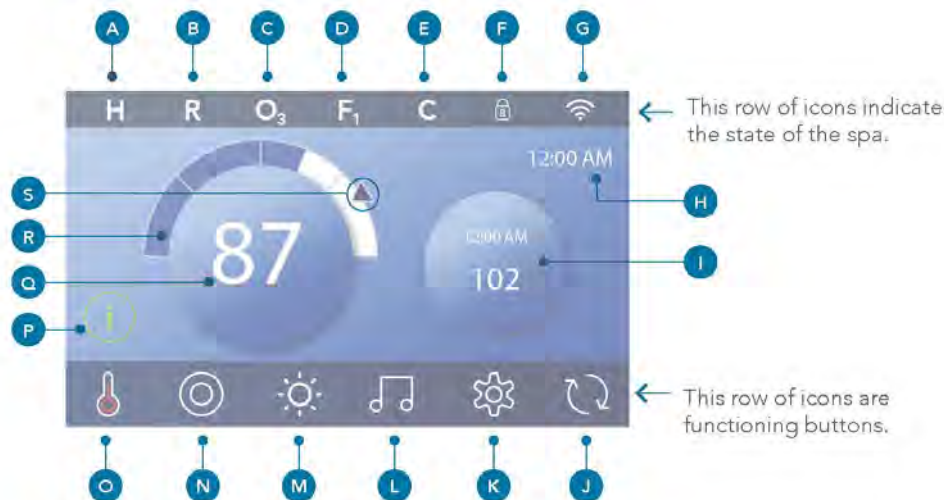 A B C D E F G
H R O₃ F₁ C
This row of icons indicate
the state of the spa.
12:00 AM
S
H
R
87
12:00 AM
I
102
Q
i
P
This row of icons are
functioning buttons.
O N M L K J